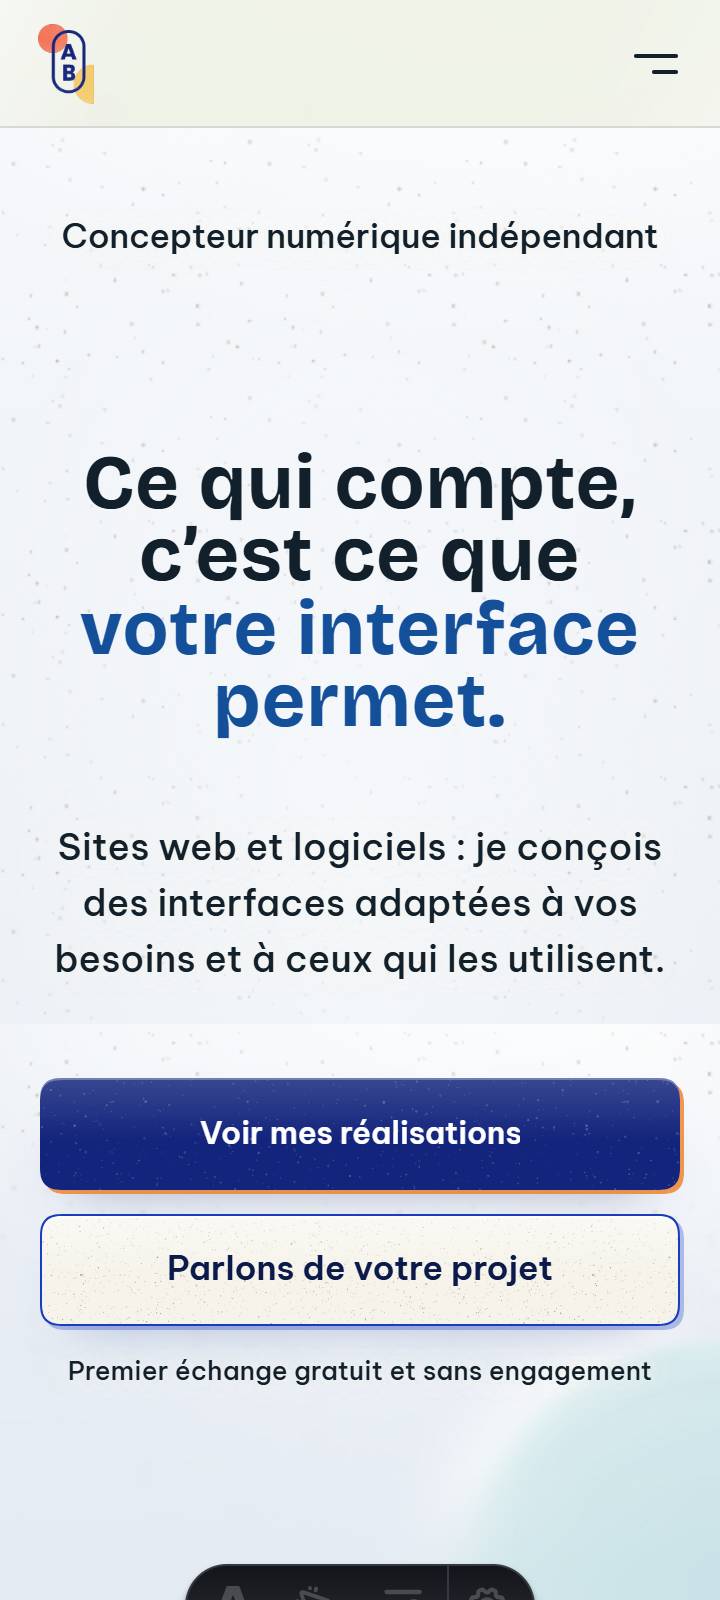 A
B
Concepteur numérique indépendant
Ce qui compte,
c’est ce que
votre interface
permet.
Sites web et logiciels : je conçois
des interfaces adaptées à vos
besoins et à ceux qui les utilisent.
Voir mes réalisations
Parlons de votre projet
Premier échange gratuit et sans engagement